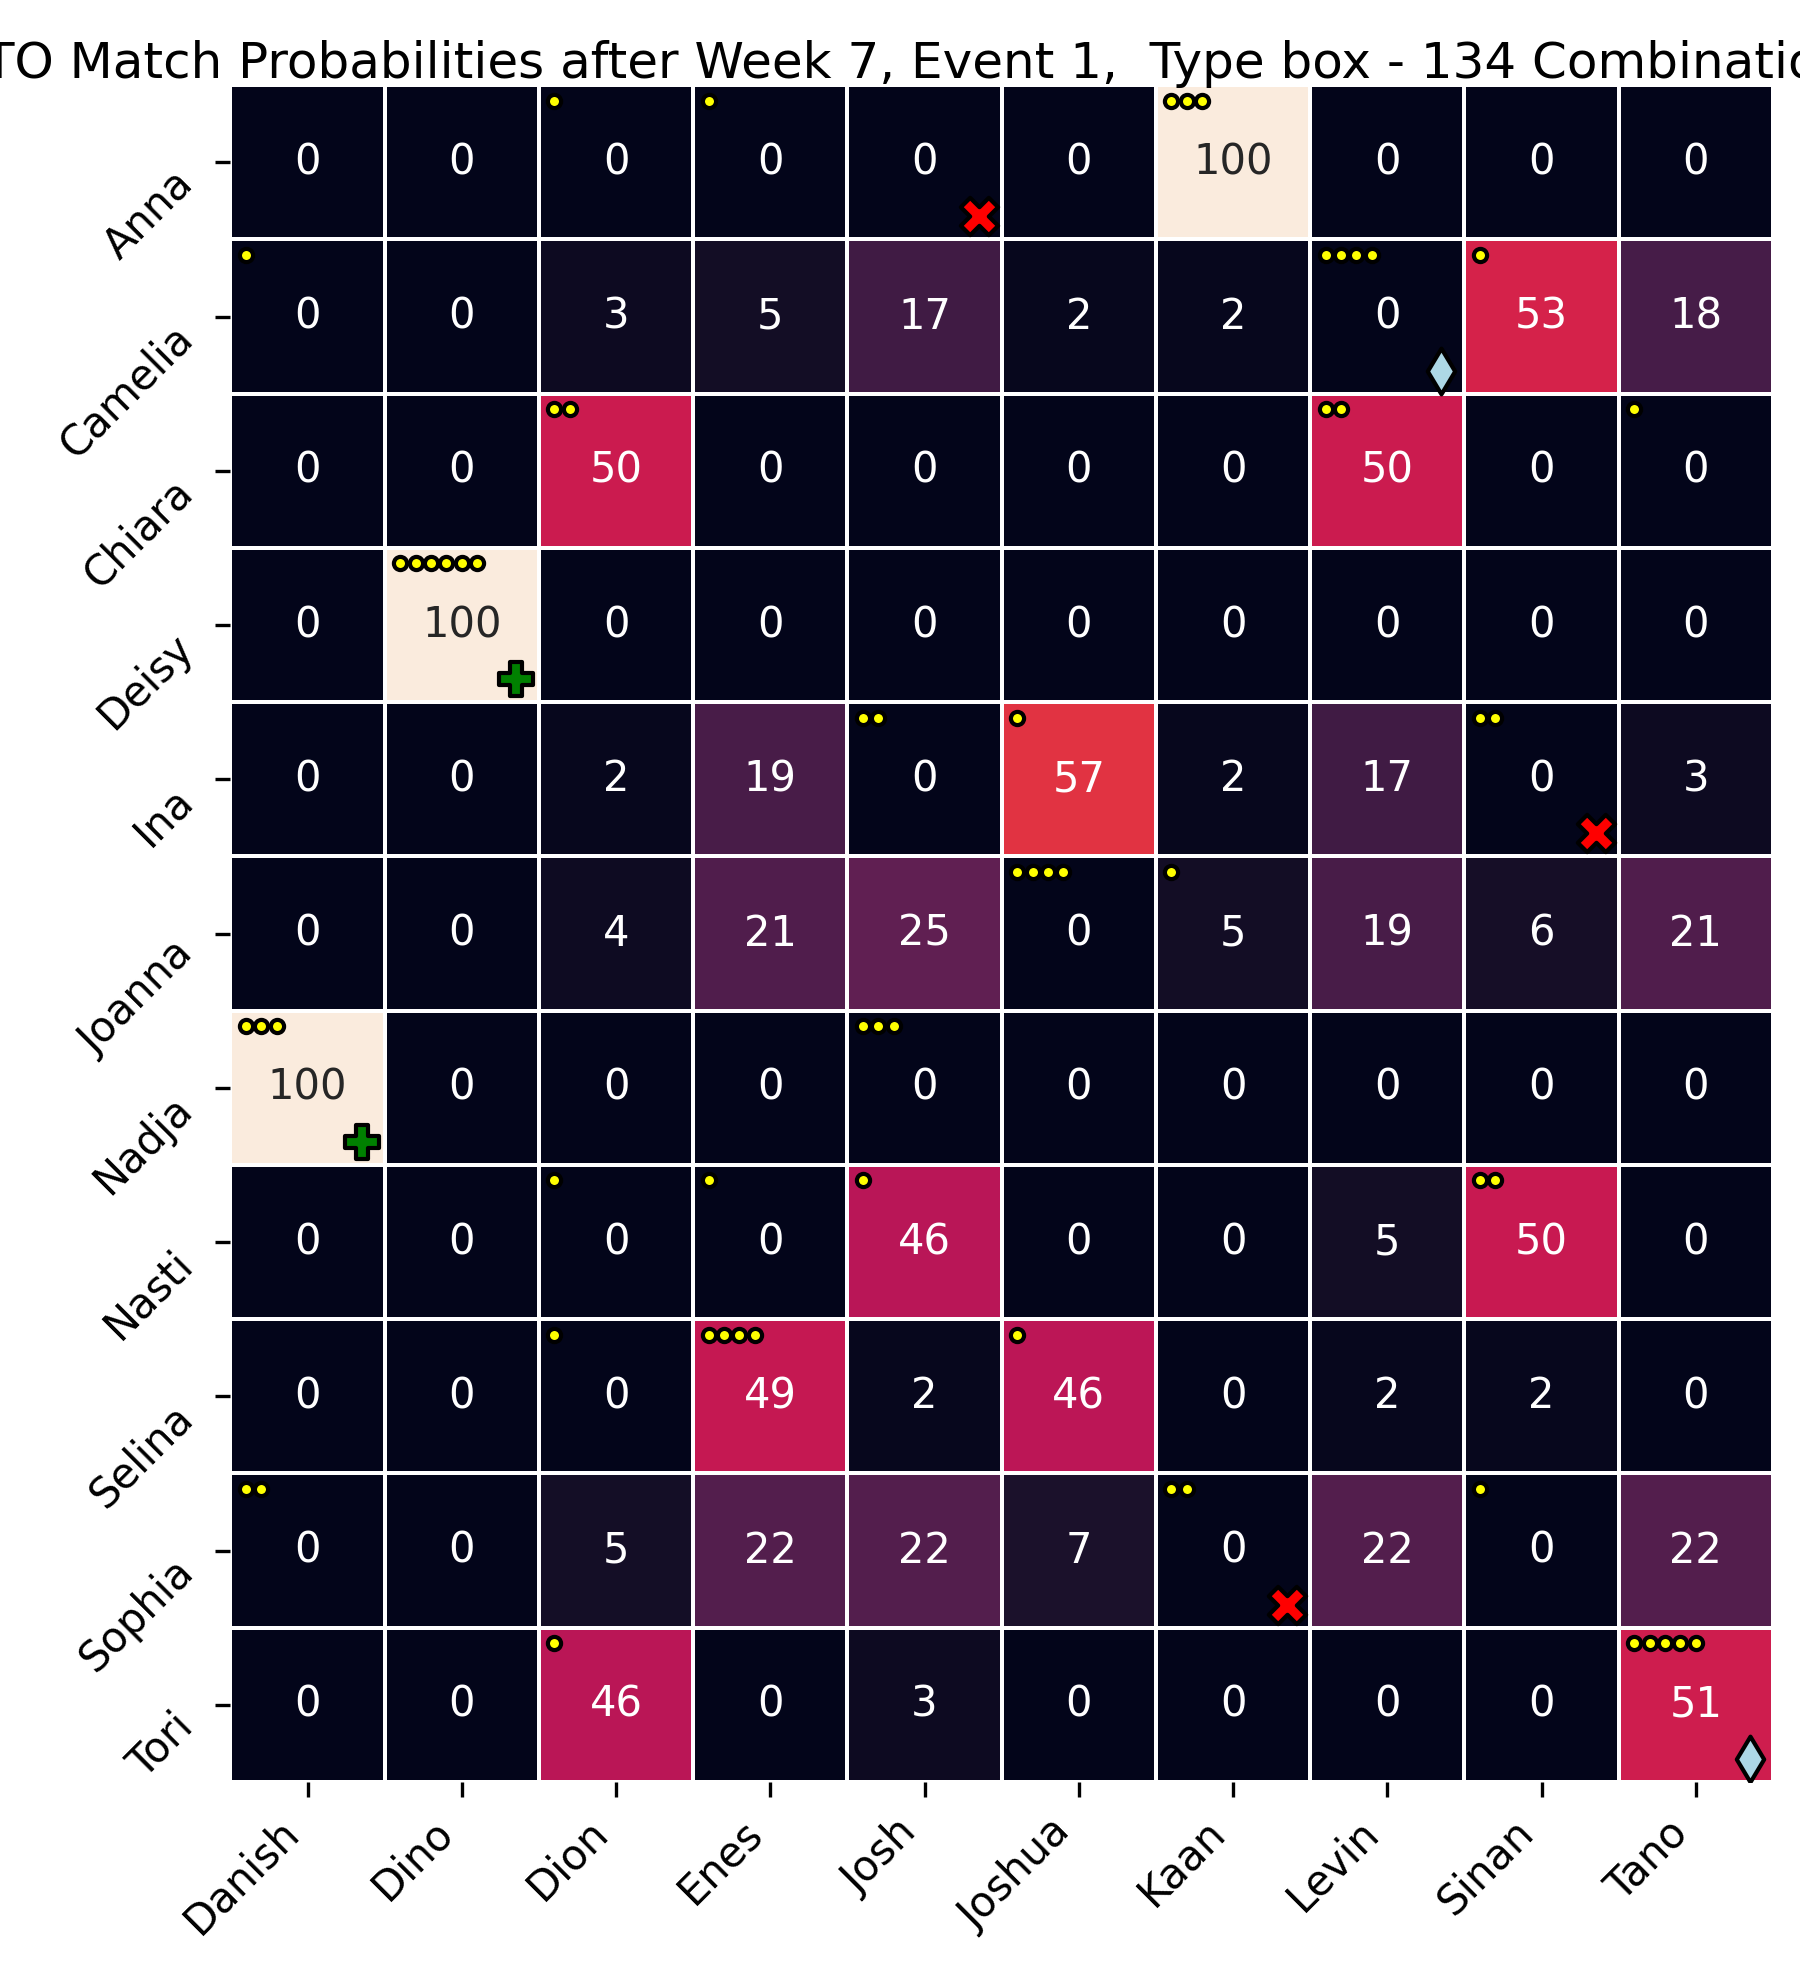 TO Match Probabilities after Week 7, Event 1, Type box - 134 Combinatio
Anna 0 0 0 0 0 0 100 0 0 0
Camelia 0 0 3 5 17 2 2 0 53 18
Chiara 0 0 50 0 0 0 0 50 0 0
Deisy 0 100 0 0 0 0 0 0 0 0
Ina 0 0 2 19 0 57 2 17 0 3
Joanna 0 0 4 21 25 0 5 19 6 21
Nadja 100 0 0 0 0 0 0 0 0 0
Nasti 0 0 0 0 46 0 0 5 50 0
Selina 0 0 0 49 2 46 0 2 2 0
Sophia 0 0 5 22 22 7 0 22 0 22
Tori 0 0 46 0 3 0 0 0 0 51
Danish Dino Dion Enes Josh Joshua Kaan Levin Sinan Tano